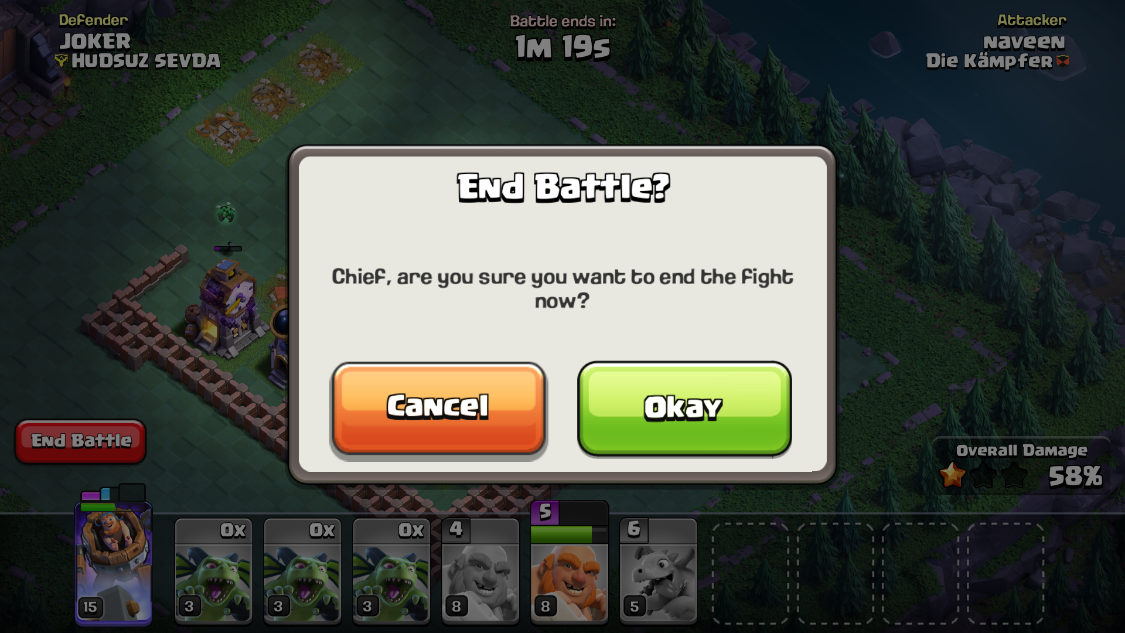 Defender
JOKER
HUDSUZ SEVDA
Battle ends in:
1m 19s
Attacker
naveen
Die Kämpfer
End Battle?
Chief, are you sure you want to end the fight
now?
Cancel
Okay
End Battle
Overall Damage
58%
15
0x
3
0x
3
0x
3
4
8
5
8
6
5